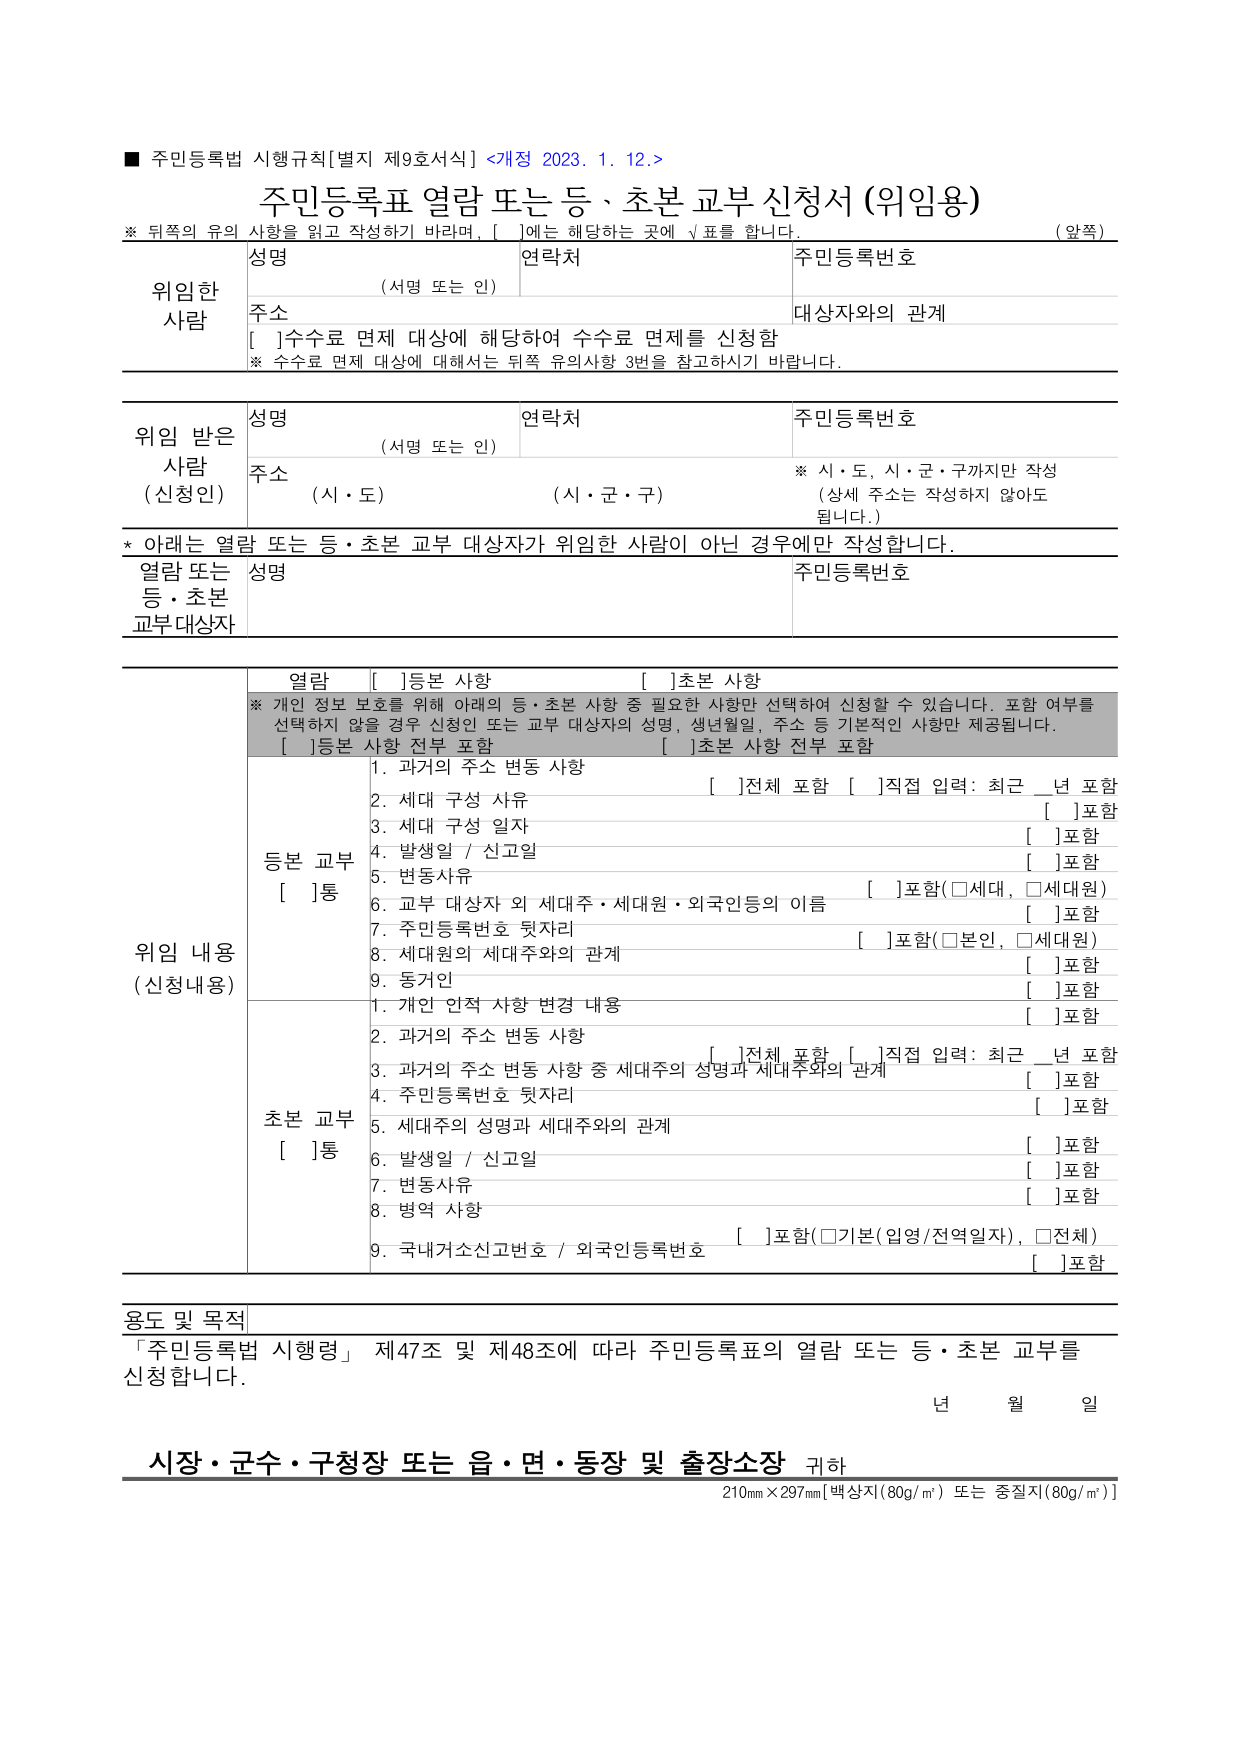 ■ 주민등록법 시행규칙[별지 제9호서식] <개정 2023. 1. 12.>
주민등록표 열람 또는 등ㆍ초본 교부 신청서 (위임용)
※ 뒤쪽의 유의 사항을 읽고 작성하기 바라며, [ ]에는 해당하는 곳에 √표를 합니다. (앞쪽)
위임한 사람
성명
(서명 또는 인)
연락처
주민등록번호
주소
대상자와의 관계
[ ]수수료 면제 대상에 해당하여 수수료 면제를 신청함
※ 수수료 면제 대상에 대해서는 뒤쪽 유의사항 3번을 참고하시기 바랍니다.
위임 받은
사람
(신청인)
성명
(서명 또는 인)
연락처
주민등록번호
주소
(시ㆍ도) (시ㆍ군ㆍ구)
※ 시ㆍ도, 시ㆍ군ㆍ구까지만 작성
(상세 주소는 작성하지 않아도
됩니다.)
* 아래는 열람 또는 등ㆍ초본 교부 대상자가 위임한 사람이 아닌 경우에만 작성합니다.
열람 또는
등ㆍ초본
교부 대상자
성명
주민등록번호
위임 내용
(신청내용)
열람 [ ]등본 사항 [ ]초본 사항
※ 개인 정보 보호를 위해 아래의 등ㆍ초본 사항 중 필요한 사항만 선택하여 신청할 수 있습니다. 포함 여부를
선택하지 않을 경우 신청인 또는 교부 대상자의 성명, 생년월일, 주소 등 기본적인 사항만 제공됩니다.
[ ]등본 사항 전부 포함 [ ]초본 사항 전부 포함
등본 교부
[ ]통
1. 과거의 주소 변동 사항
[ ]전체 포함 [ ]직접 입력: 최근 __년 포함
2. 세대 구성 사유
[ ]포함
3. 세대 구성 일자
[ ]포함
4. 발생일 / 신고일
[ ]포함
5. 변동사유
[ ]포함(□세대, □세대원)
6. 교부 대상자 외 세대주ㆍ세대원ㆍ외국인등의 이름
[ ]포함
7. 주민등록번호 뒷자리
[ ]포함(□본인, □세대원)
8. 세대원의 세대주와의 관계
[ ]포함
9. 동거인
[ ]포함
초본 교부
[ ]통
1. 개인 인적 사항 변경 내용
[ ]포함
2. 과거의 주소 변동 사항
[ ]전체 포함 [ ]직접 입력: 최근 __년 포함
3. 과거의 주소 변동 사항 중 세대주의 성명과 세대주와의 관계
[ ]포함
4. 주민등록번호 뒷자리
[ ]포함
5. 세대주의 성명과 세대주와의 관계
[ ]포함
6. 발생일 / 신고일
[ ]포함
7. 변동사유
[ ]포함
8. 병역 사항
[ ]포함(□기본(입영/전역일자), □전체)
9. 국내거소신고번호 / 외국인등록번호
[ ]포함
용도 및 목적
「주민등록법 시행령」 제47조 및 제48조에 따라 주민등록표의 열람 또는 등ㆍ초본 교부를
신청합니다.
년 월 일
시장ㆍ군수ㆍ구청장 또는 읍ㆍ면ㆍ동장 및 출장소장 귀하
210㎜×297㎜[백상지(80g/㎡) 또는 중질지(80g/㎡)]